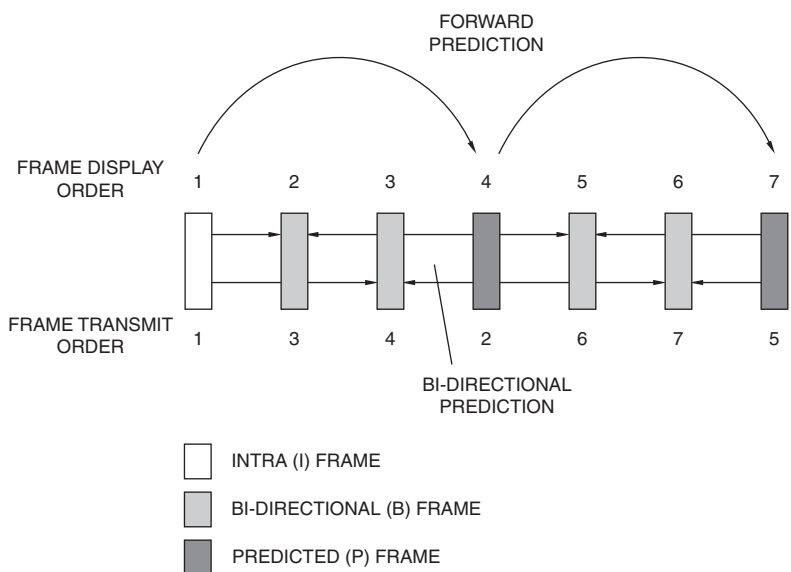 FORWARD
PREDICTION
FRAME DISPLAY
ORDER
1 2 3 4 5 6 7
FRAME TRANSMIT
ORDER
1 3 4 2 6 7 5
BI-DIRECTIONAL
PREDICTION
INTRA (I) FRAME
BI-DIRECTIONAL (B) FRAME
PREDICTED (P) FRAME